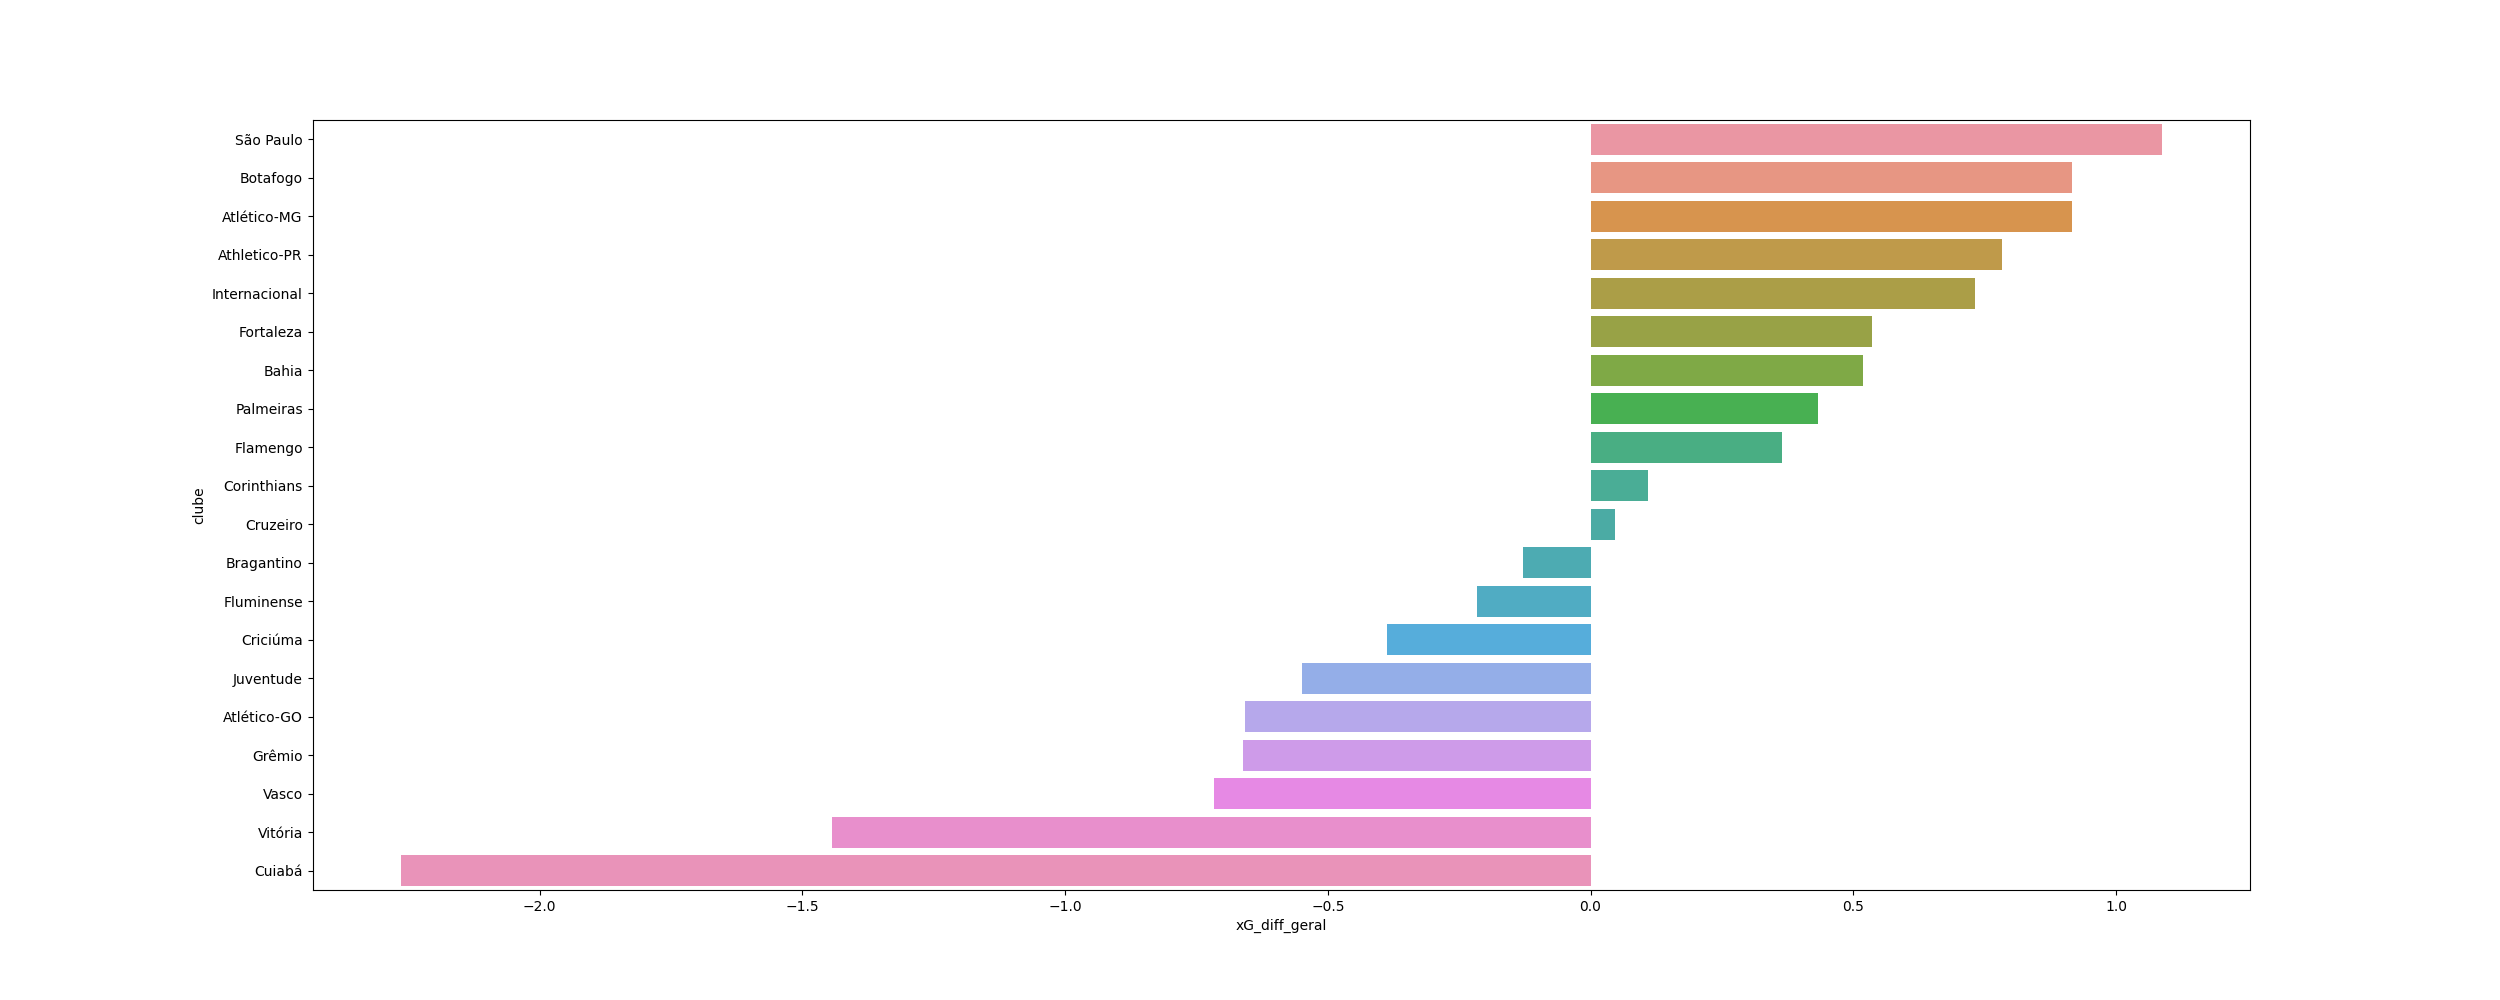 São Paulo
Botafogo
Atlético-MG
Athletico-PR
Internacional
Fortaleza
Bahia
Palmeiras
Flamengo
Corinthians
Cruzeiro
Bragantino
Fluminense
Criciúma
Juventude
Atlético-GO
Grêmio
Vasco
Vitória
Cuiabá
clube
−2.0 −1.5 −1.0 −0.5 0.0 0.5 1.0
xG_diff_geral